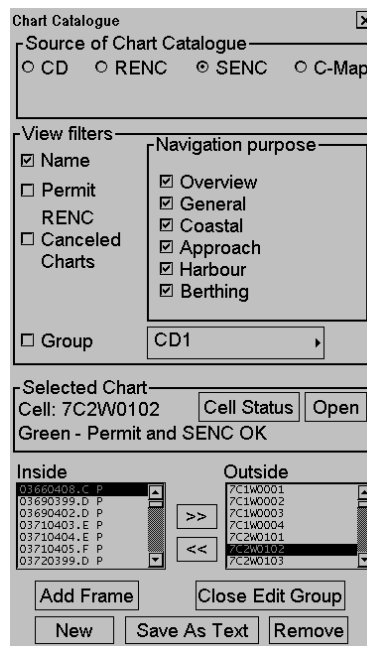 Chart Catalogue
Source of Chart Catalogue
CD RENC SENC C-Map
View filters
Navigation purpose
Name
Permit
RENC
Canceled
Charts
Overview
General
Coastal
Approach
Harbour
Berthing
Group CD1
Selected Chart
Cell: 7C2W0102 Cell Status Open
Green - Permit and SENC OK
Inside
03660408.C P
03690399.D P
03690402.D P
03710403.E P
03710404.E P
03710405.F P
03720399.D P
>>
<<
Outside
7C1W0001
7C1W0002
7C1W0003
7C1W0004
7C2W0101
7C2W0102
7C2W0103
Add Frame Close Edit Group
New Save As Text Remove